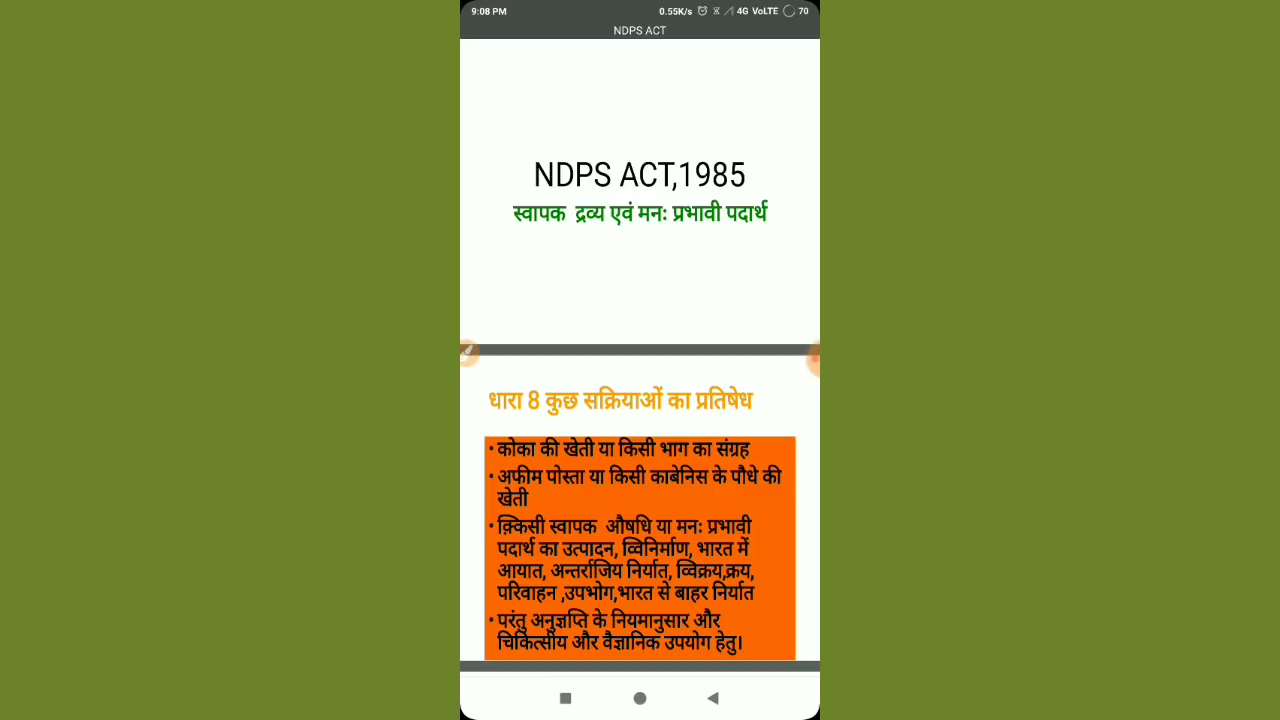 9:08 PM
0.55K/s 4G VoLTE 70
NDPS ACT
NDPS ACT,1985
स्वापक द्रव्य एवं मनः प्रभावी पदार्थ
धारा 8 कुछ सक्रियाओं का प्रतिषेध
• कोका की खेती या किसी भाग का संग्रह
• अफीम पोस्ता या किसी काबेनिस के पौधे की
खेती
• क़्किसी स्वापक औषधि या मनः प्रभावी
पदार्थ का उत्पादन, व्विनिर्माण, भारत में
आयात, अन्तर्राजिय निर्यात, व्विक्रय,क्रय,
परिवाहन ,उपभोग,भारत से बाहर निर्यात
• परंतु अनुज्ञप्ति के नियमानुसार और
चिकित्सीय और वैज्ञानिक उपयोग हेतु।